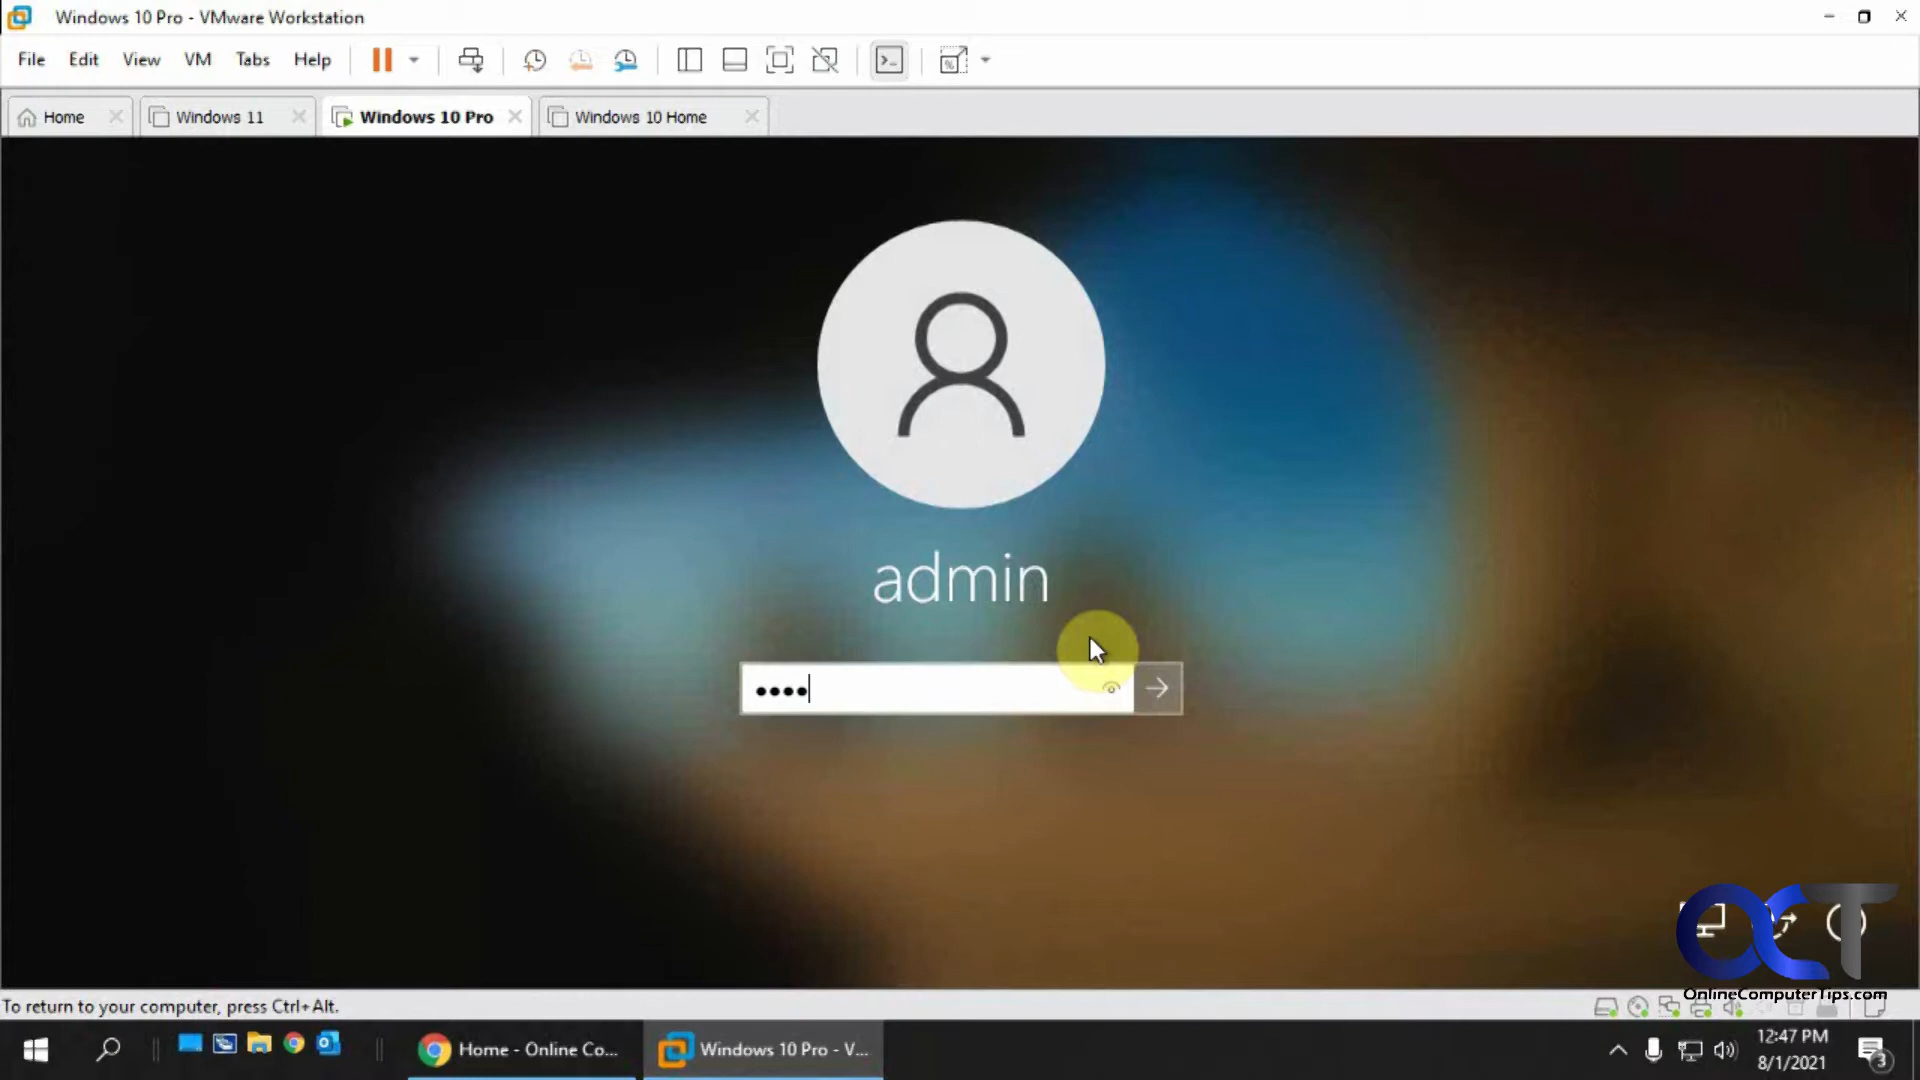 Windows 10 Pro - VMware Workstation
File Edit View VM Tabs Help
Home Windows 11 Windows 10 Pro Windows 10 Home
admin
OCT
OnlineComputerTips.com
To return to your computer, press Ctrl+Alt.
Home - Online Co... Windows 10 Pro - V...
12:47 PM
8/1/2021
3